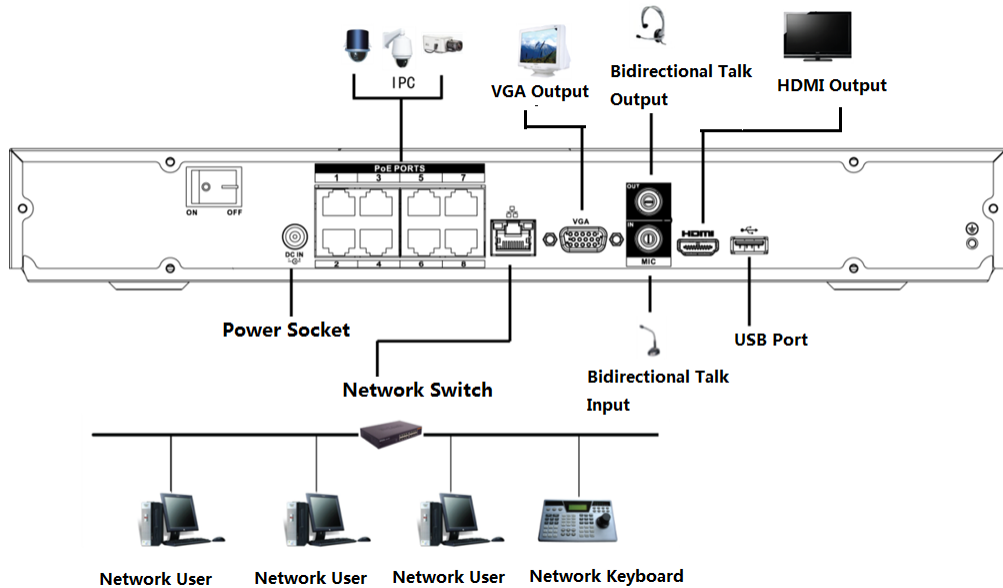 IPC
VGA Output
Bidirectional Talk
Output
HDMI Output
PoE PORTS
1 3 5 7
ON OFF
DC IN
2 4 6 8
VGA
OUT
IN
MIC
HDMI
Power Socket
Network Switch
Bidirectional Talk
Input
USB Port
Network User
Network User
Network User
Network Keyboard